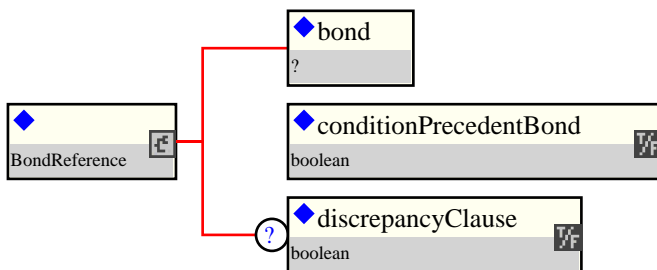 bond
?
conditionPrecedentBond
T/F
boolean
BondReference
?
discrepancyClause
T/F
boolean